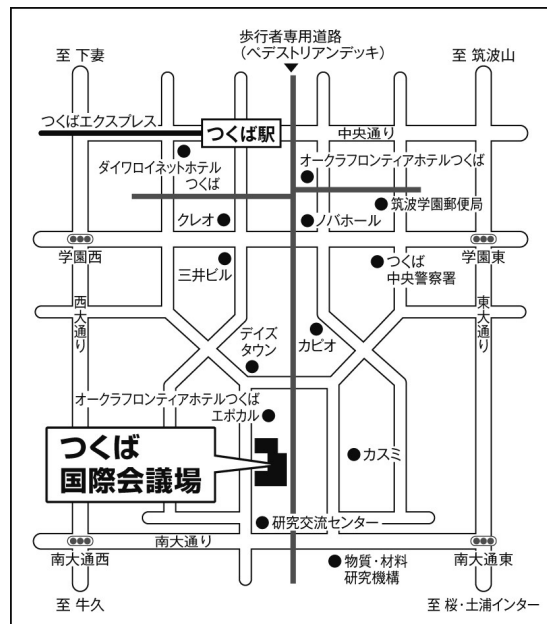 歩行者専用道路
(ペデストリアンデッキ)
至 下妻
至 筑波山
つくばエクスプレス
つくば駅
中央通り
ダイワロイネットホテル
つくば
オークラフロンティアホテルつくば
筑波学園郵便局
クレオ
ノバホール
学園西
学園東
三井ビル
つくば
中央警察署
西大通り
東大通り
デイズ
タウン
カピオ
オークラフロンティアホテルつくば
エポカル
つくば
国際会議場
カスミ
研究交流センター
南大通り
南大通西
南大通東
物質・材料
研究機構
至 牛久
至 桜・土浦インター